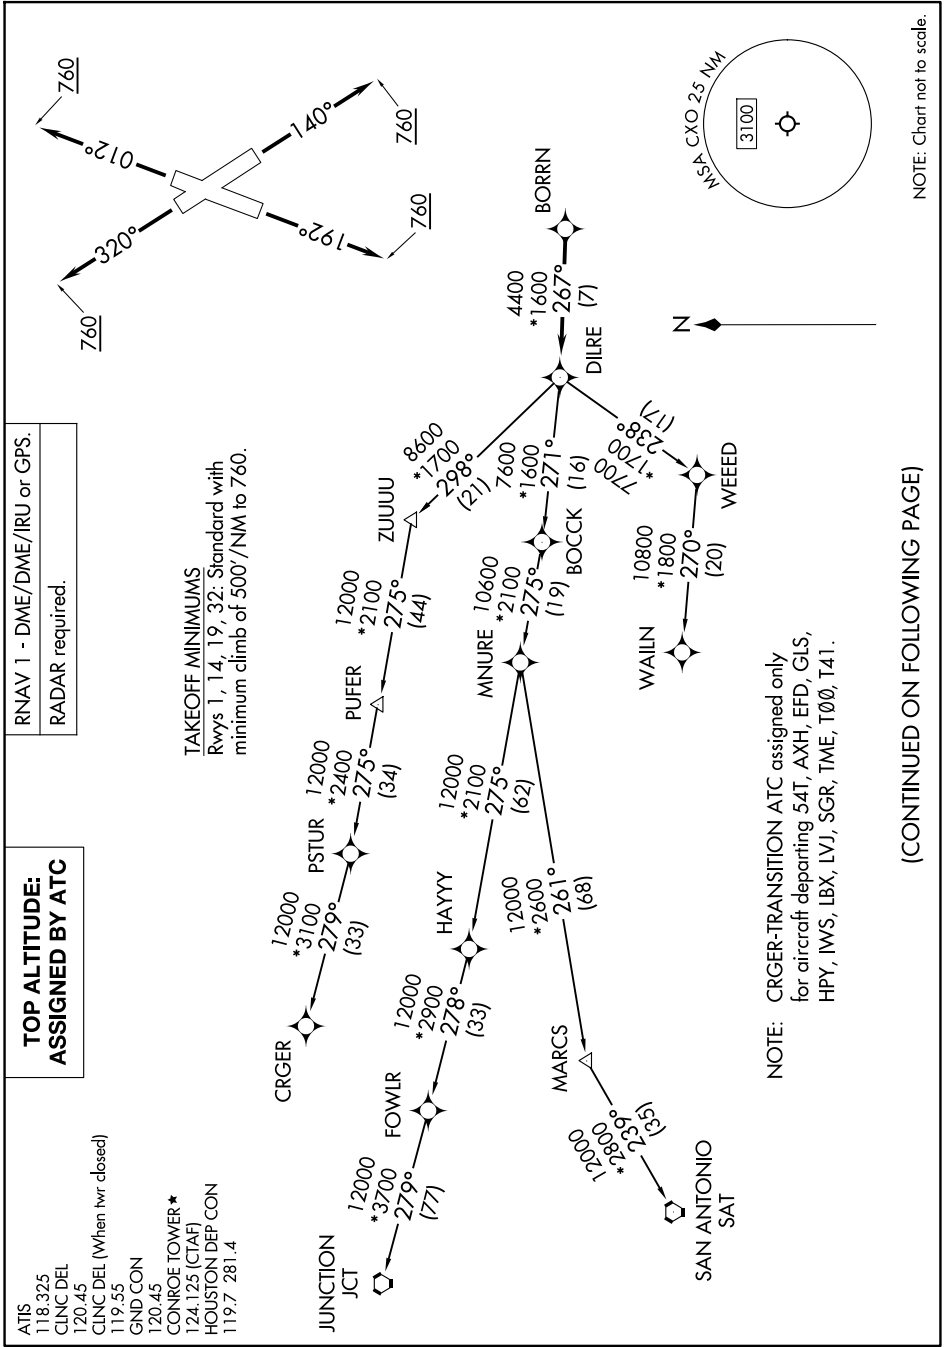 ATIS
118.325
CLNC DEL
120.45
CLNC DEL (When twr closed)
119.55
GND CON
120.45
CONROE TOWER★
124.125 (CTAF)
HOUSTON DEP CON
119.7 281.4
TOP ALTITUDE:
ASSIGNED BY ATC
RNAV 1 - DME/DME/IRU or GPS.
RADAR required.
TAKEOFF MINIMUMS
Rwys 1, 14, 19, 32: Standard with
minimum climb of 500'/NM to 760.
760
320°
760
012°
760
140°
760
192°
CRGER
12000
*3100
279°
(33)
PSTUR
12000
*2400
275°
(34)
PUFER
12000
*2100
275°
(44)
ZUUUU
8600
*1700
298°
(21)
JUNCTION
JCT
12000
*3700
279°
(77)
FOWLR
12000
*2900
278°
(33)
HAYYY
12000
*2100
275°
(62)
MNURE
10600
*2100
275°
(19)
BOCCK
7600
*1600
271°
(16)
DILRE
4400
*1600
267°
(7)
BORRN
SAN ANTONIO
SAT
12000
*2800
239°
(35)
MARCS
12000
*2600
261°
(68)
WAILN
10800
*1800
270°
(20)
WEEED
7700
*1700
238°
(17)
N
MSA CXO 25 NM
3100
NOTE: CRGER-TRANSITION ATC assigned only
for aircraft departing 54T, AXH, EFD, GLS,
HPY, IWS, LBX, LVJ, SGR, TME, TØØ, T41.
(CONTINUED ON FOLLOWING PAGE)
NOTE: Chart not to scale.